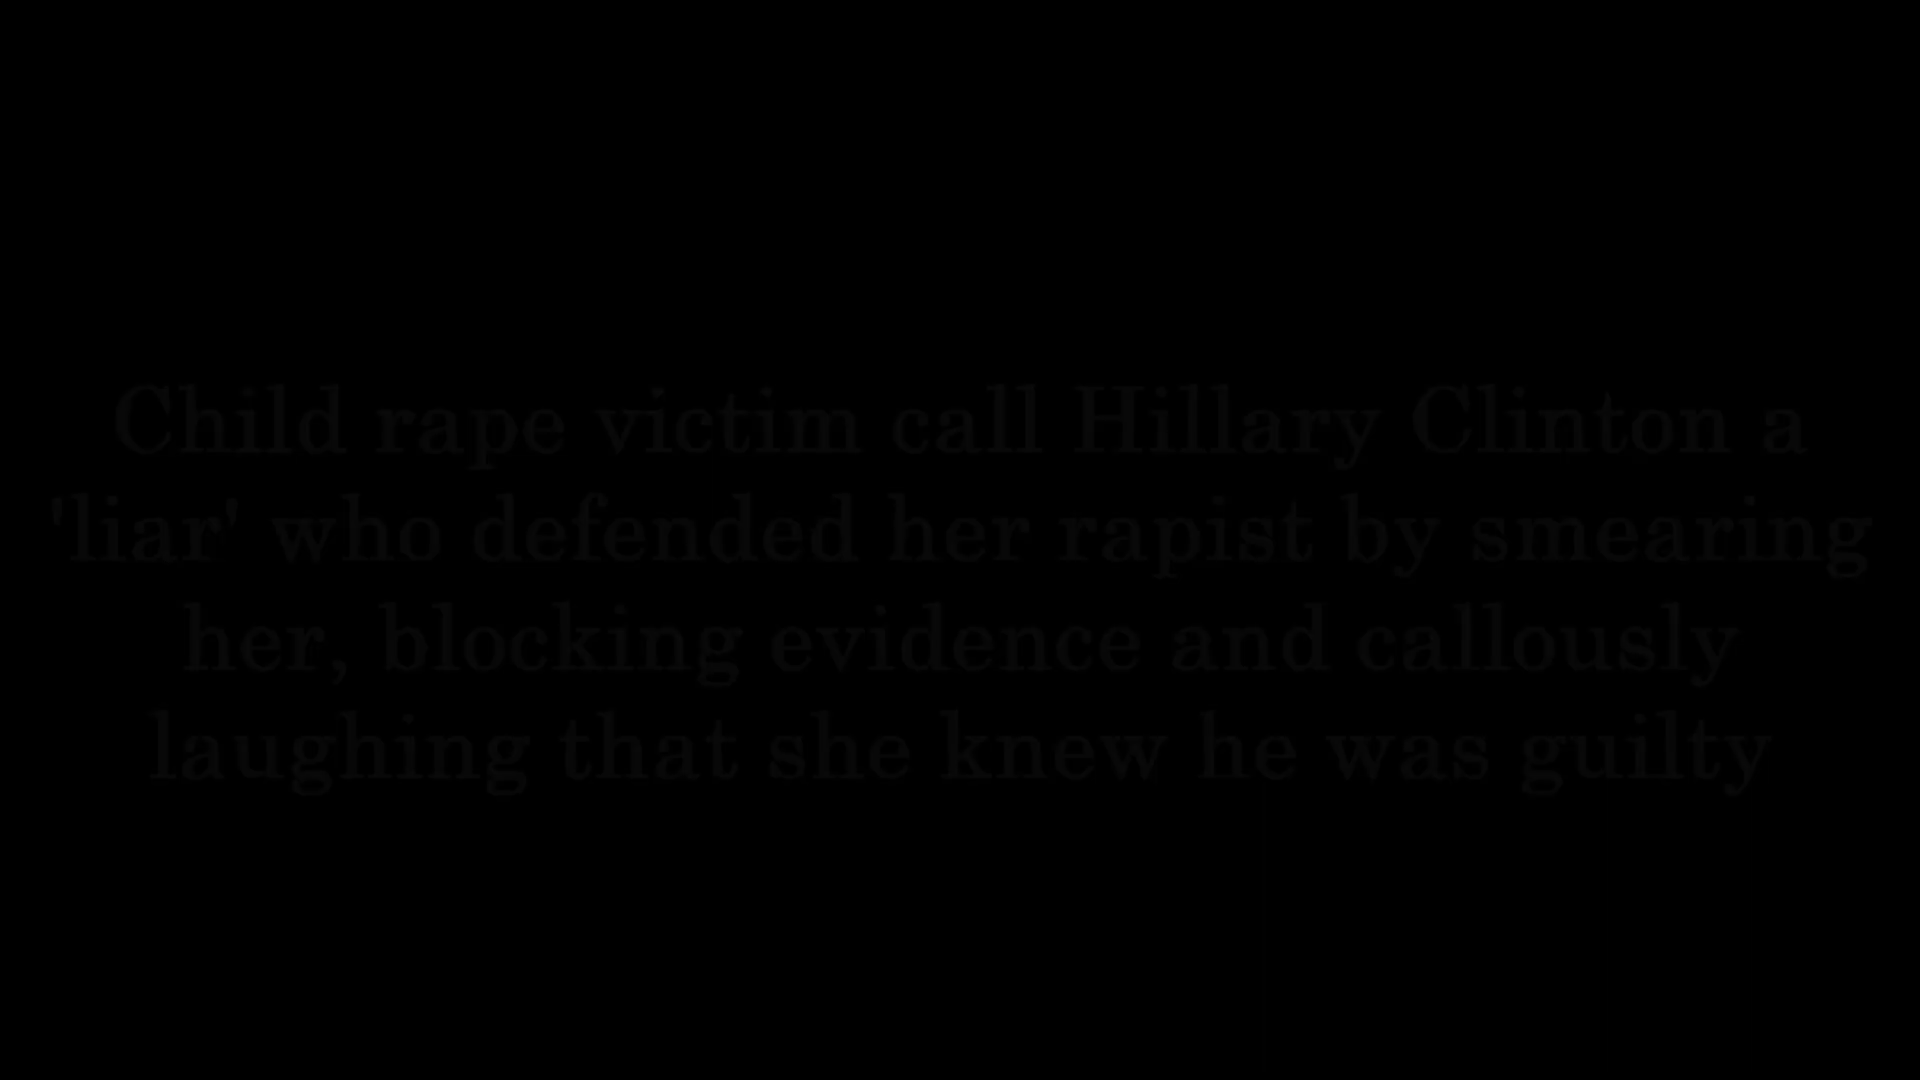 Child rape victim call Hillary Clinton a
'liar' who defended her rapist by smearing
her, blocking evidence and callously
laughing that she knew he was guilty